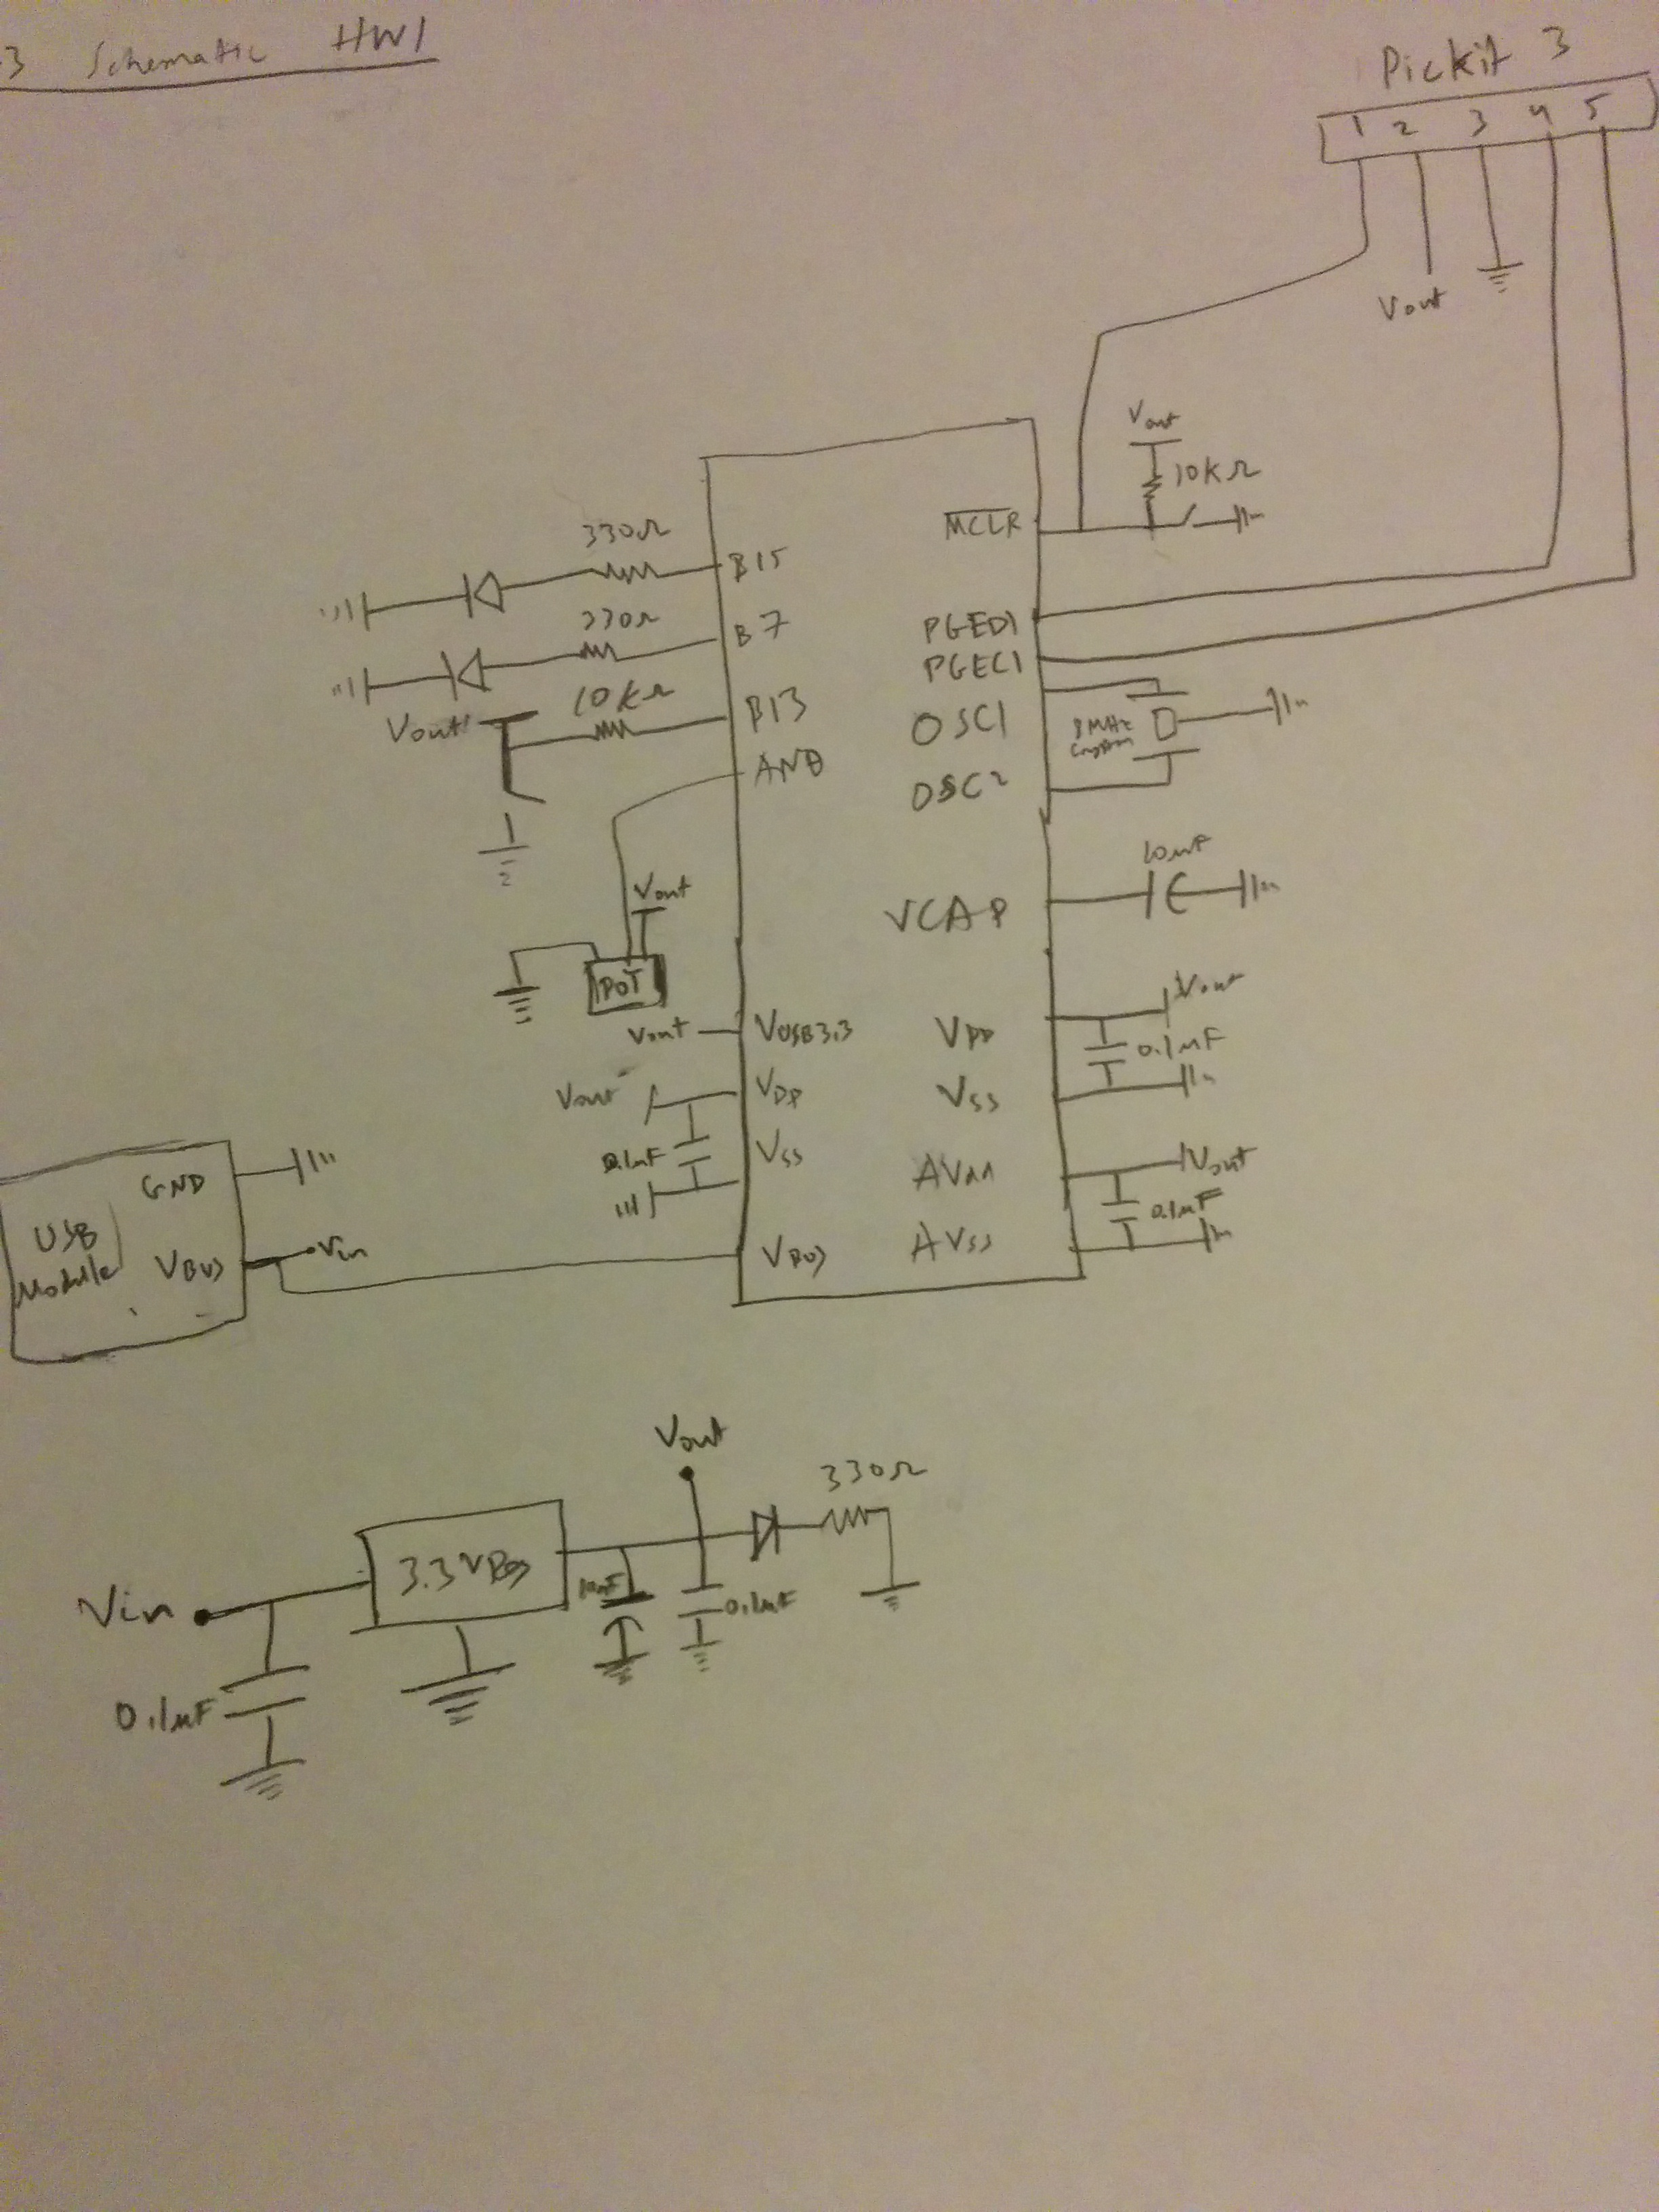 -3 Schematic HW1
Pickit 3
1 2 3 4 5
Vout
Vout
10KΩ
MCLR
330Ω
B15
330Ω
B7
PGED1
PGEC1
10KΩ
Vout
B13
OSC1
8MHz
AN0
OSC2
10uF
Vout
VCAP
POT
Vout
Vout
VUSB3.3
VDD
0.1uF
Vout
VDD
VSS
0.1uF
VSS
Vout
GND
AVDD
0.1uF
USB
Module
VBUS
Vin
VBUS
AVSS
Vout
330Ω
3.3V Reg
Vin
10uF
0.1uF
0.1uF